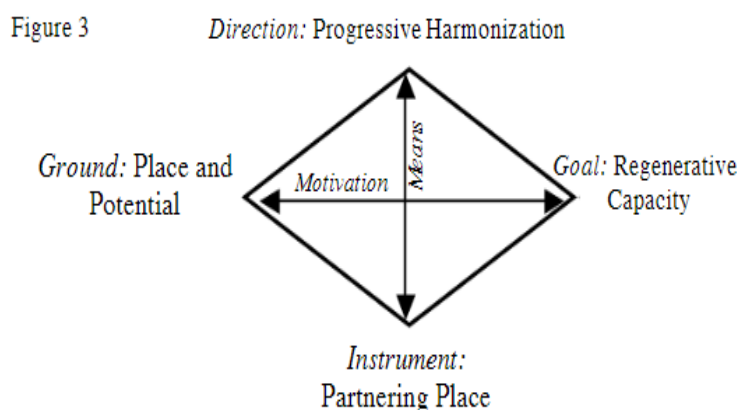 Figure 3
Direction: Progressive Harmonization
Means
Ground: Place and
Potential
Motivation
Goal: Regenerative
Capacity
Instrument:
Partnering Place